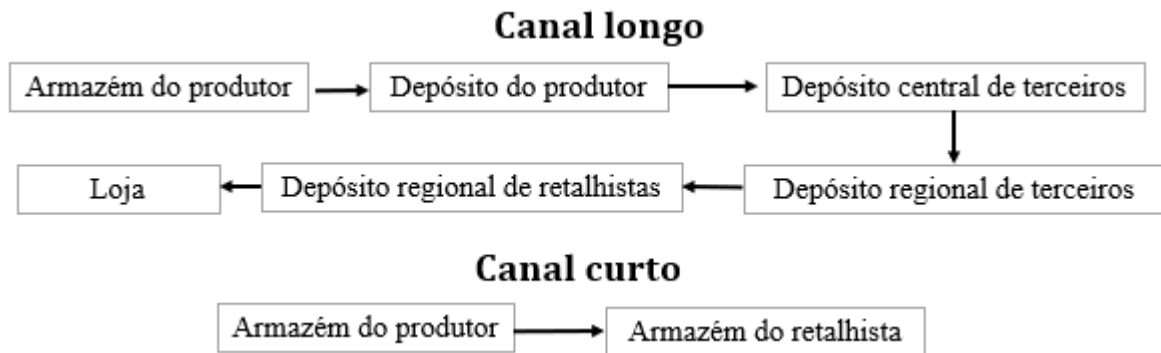 Canal longo
Armazém do produtor
Depósito do produtor
Depósito central de terceiros
Depósito regional de terceiros
Depósito regional de retalhistas
Loja
Canal curto
Armazém do produtor
Armazém do retalhista